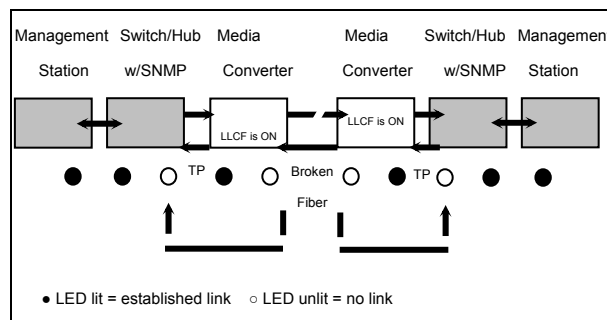 Management Switch/Hub Media Media Switch/Hub Management
Station w/SNMP Converter Converter w/SNMP Station
LLCF is ON LLCF is ON
TP Broken TP
Fiber
● LED lit = established link ○ LED unlit = no link